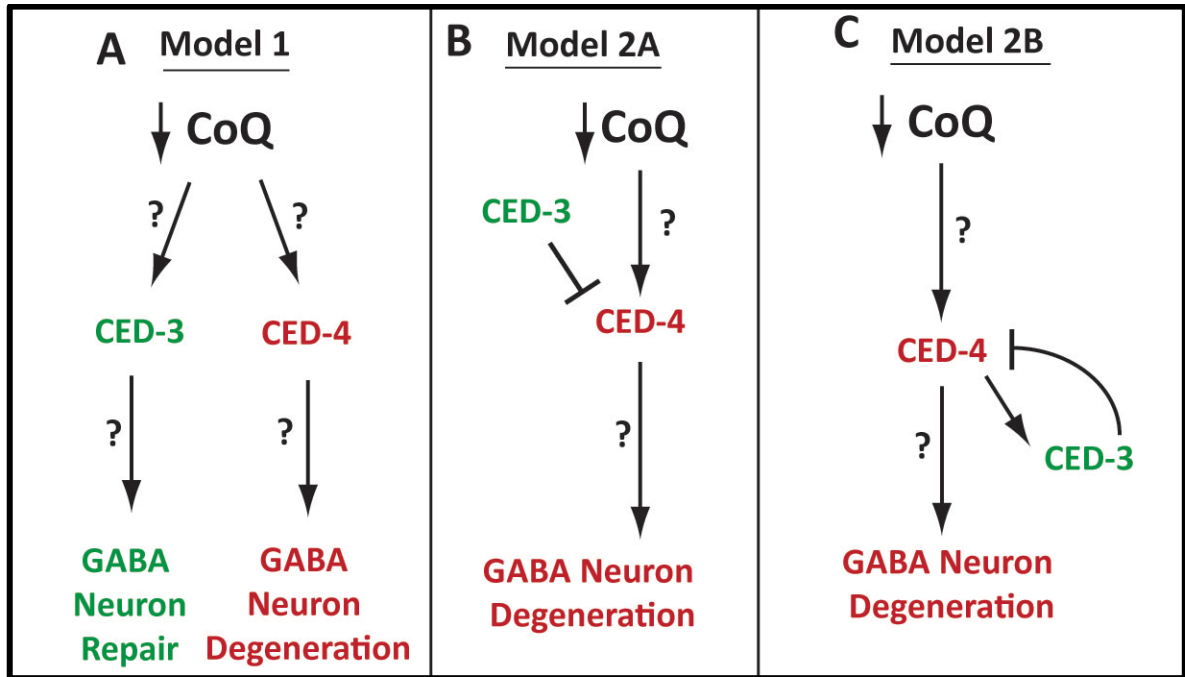 A Model 1
CoQ
?
?
CED-3
CED-4
?
?
GABA
Neuron
Repair
GABA
Neuron
Degeneration
B Model 2A
CoQ
CED-3
?
CED-4
?
GABA Neuron
Degeneration
C Model 2B
CoQ
?
CED-4
?
CED-3
GABA Neuron
Degeneration